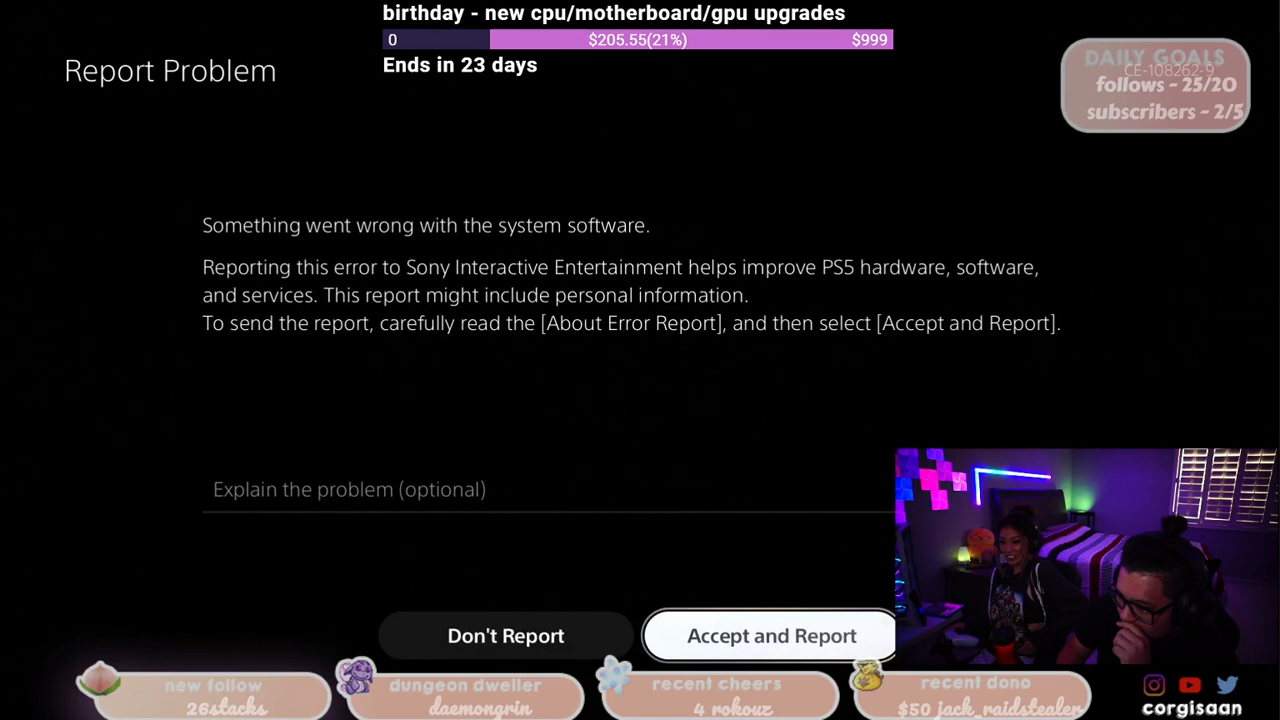 birthday - new cpu/motherboard/gpu upgrades
0 $205.55(21%) $999
Ends in 23 days
Report Problem
DAILY GOALS
CE-108262-9
follows - 25/20
subscribers - 2/5
Something went wrong with the system software.
Reporting this error to Sony Interactive Entertainment helps improve PS5 hardware, software,
and services. This report might include personal information.
To send the report, carefully read the [About Error Report], and then select [Accept and Report].
Explain the problem (optional)
Don't Report
Accept and Report
new follow
26stacks
dungeon dweller
daemongrin
recent cheers
4 rokouz
recent dono
$50 jack_raidstealer
corgisaan